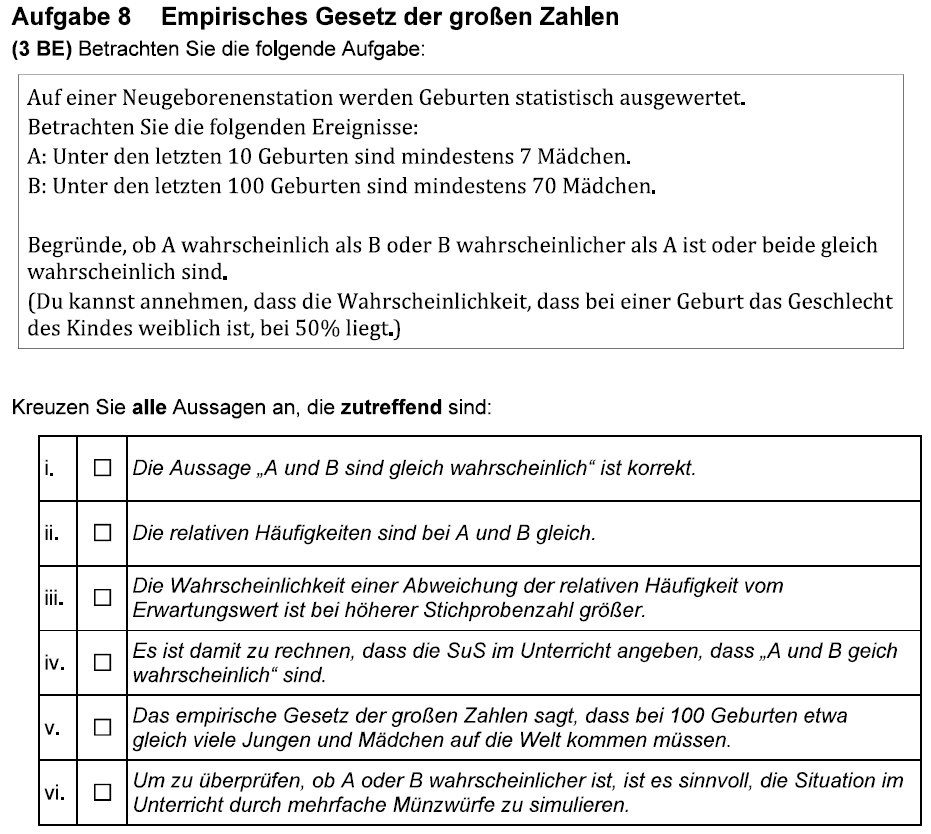 Aufgabe 8 Empirisches Gesetz der großen Zahlen
(3 BE) Betrachten Sie die folgende Aufgabe:
Auf einer Neugeborenenstation werden Geburten statistisch ausgewertet.
Betrachten Sie die folgenden Ereignisse:
A: Unter den letzten 10 Geburten sind mindestens 7 Mädchen.
B: Unter den letzten 100 Geburten sind mindestens 70 Mädchen.
Begründe, ob A wahrscheinlich als B oder B wahrscheinlicher als A ist oder beide gleich
wahrscheinlich sind.
(Du kannst annehmen, dass die Wahrscheinlichkeit, dass bei einer Geburt das Geschlecht
des Kindes weiblich ist, bei 50% liegt.)
Kreuzen Sie alle Aussagen an, die zutreffend sind:
i. ☐ Die Aussage „A und B sind gleich wahrscheinlich“ ist korrekt.
ii. ☐ Die relativen Häufigkeiten sind bei A und B gleich.
iii. ☐ Die Wahrscheinlichkeit einer Abweichung der relativen Häufigkeit vom
Erwartungswert ist bei höherer Stichprobenzahl größer.
iv. ☐ Es ist damit zu rechnen, dass die SuS im Unterricht angeben, dass „A und B geich
wahrscheinlich“ sind.
v. ☐ Das empirische Gesetz der großen Zahlen sagt, dass bei 100 Geburten etwa
gleich viele Jungen und Mädchen auf die Welt kommen müssen.
vi. ☐ Um zu überprüfen, ob A oder B wahrscheinlicher ist, ist es sinnvoll, die Situation im
Unterricht durch mehrfache Münzwürfe zu simulieren.